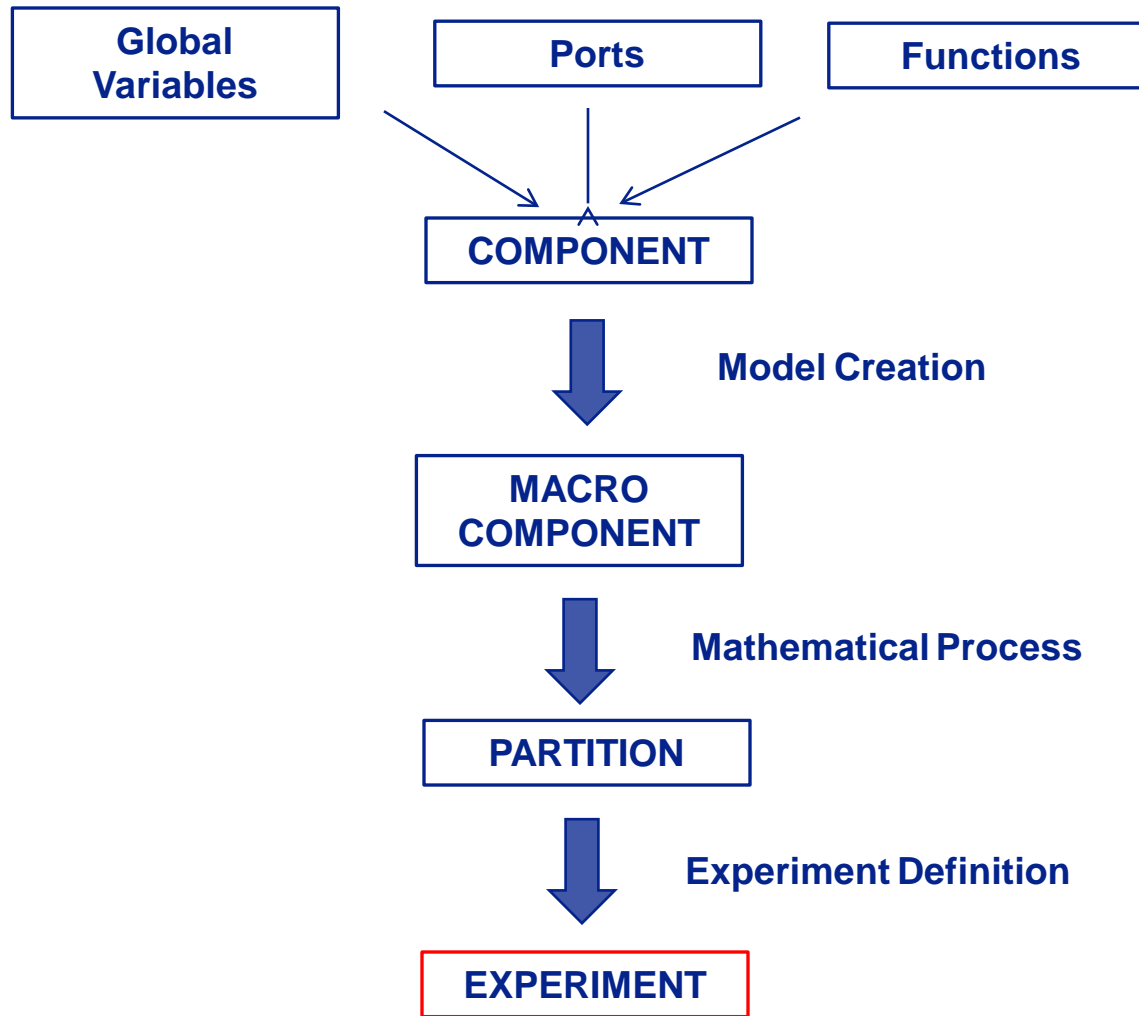 Global
Variables
Ports
Functions
COMPONENT
Model Creation
MACRO
COMPONENT
Mathematical Process
PARTITION
Experiment Definition
EXPERIMENT